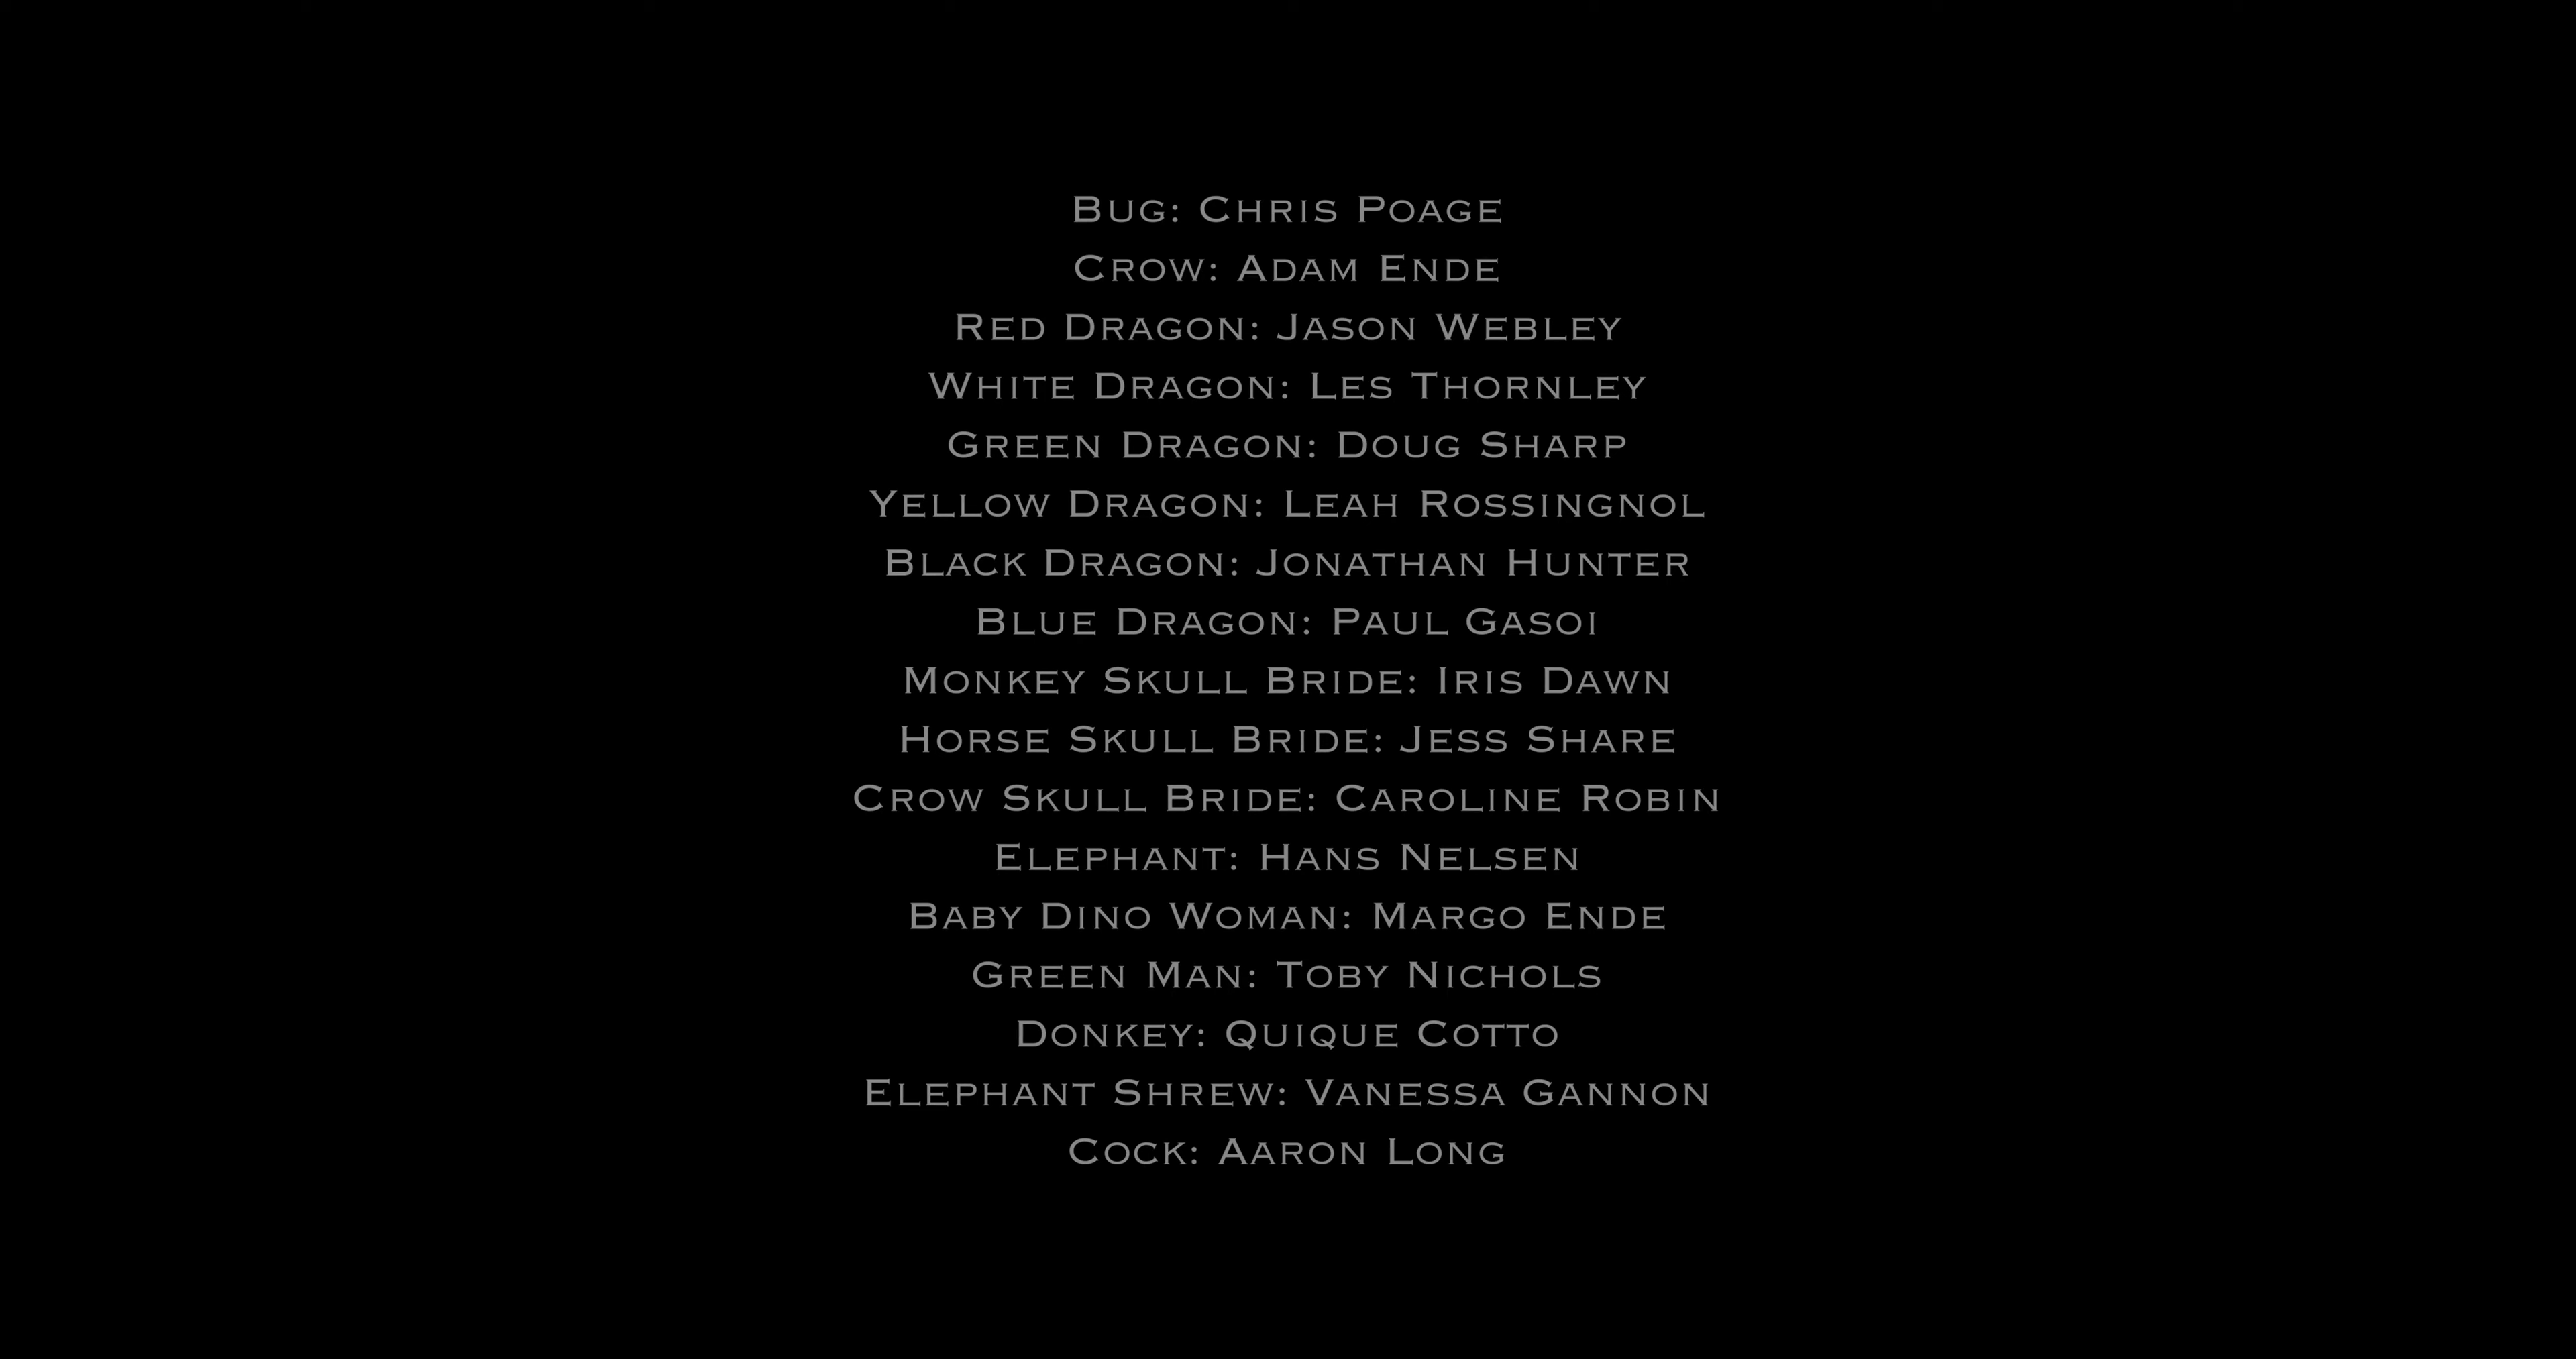 Bug: Chris Poage
Crow: Adam Ende
Red Dragon: Jason Webley
White Dragon: Les Thornley
Green Dragon: Doug Sharp
Yellow Dragon: Leah Rossingnol
Black Dragon: Jonathan Hunter
Blue Dragon: Paul Gasoi
Monkey Skull Bride: Iris Dawn
Horse Skull Bride: Jess Share
Crow Skull Bride: Caroline Robin
Elephant: Hans Nelsen
Baby Dino Woman: Margo Ende
Green Man: Toby Nichols
Donkey: Quique Cotto
Elephant Shrew: Vanessa Gannon
Cock: Aaron Long